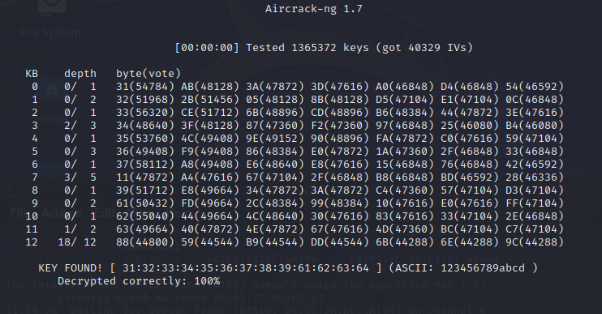 Aircrack-ng 1.7
[00:00:00] Tested 1365372 keys (got 40329 IVs)
KB depth byte(vote)
0 0/ 1 31(54784) AB(48128) 3A(47872) 3D(47616) A0(46848) D4(46848) 54(46592)
1 0/ 2 32(51968) 2B(51456) 05(48128) 8B(48128) D5(47104) E1(47104) 0C(46848)
2 0/ 1 33(56320) CE(51712) 6B(48896) CD(48896) B6(48384) 44(47872) 3E(47616)
3 2/ 3 34(48640) 3F(48128) 87(47360) F2(47360) 97(46848) 25(46080) B4(46080)
4 0/ 1 35(53760) 4C(49408) 9E(49152) 90(48896) FA(47872) C0(47616) 59(47104)
5 0/ 3 36(49408) F9(49408) 86(48384) E0(47872) 1A(47360) 2F(46848) 33(46848)
6 0/ 1 37(58112) A8(49408) E6(48640) E8(47616) 15(46848) 76(46848) 42(46592)
7 3/ 5 11(47872) A4(47616) 67(47104) 2F(46848) B8(46848) BD(46592) 28(46336)
8 0/ 1 39(51712) E8(49664) 34(47872) 3A(47872) C4(47360) 57(47104) D3(47104)
9 0/ 2 61(50432) FD(49664) 2C(48384) 99(48384) 10(47616) E0(47616) FF(47104)
10 0/ 1 62(55040) 44(49664) 4C(48640) 30(47616) 83(47616) 33(47104) 2E(46848)
11 1/ 2 63(49664) 40(47872) 4E(47872) 67(47616) 4D(47360) BC(47104) C7(47104)
12 18/ 12 88(44800) 59(44544) B9(44544) DD(44544) 6B(44288) 6E(44288) 9C(44288)
KEY FOUND! [ 31:32:33:34:35:36:37:38:39:61:62:63:64 ] (ASCII: 123456789abcd )
Decrypted correctly: 100%
File System